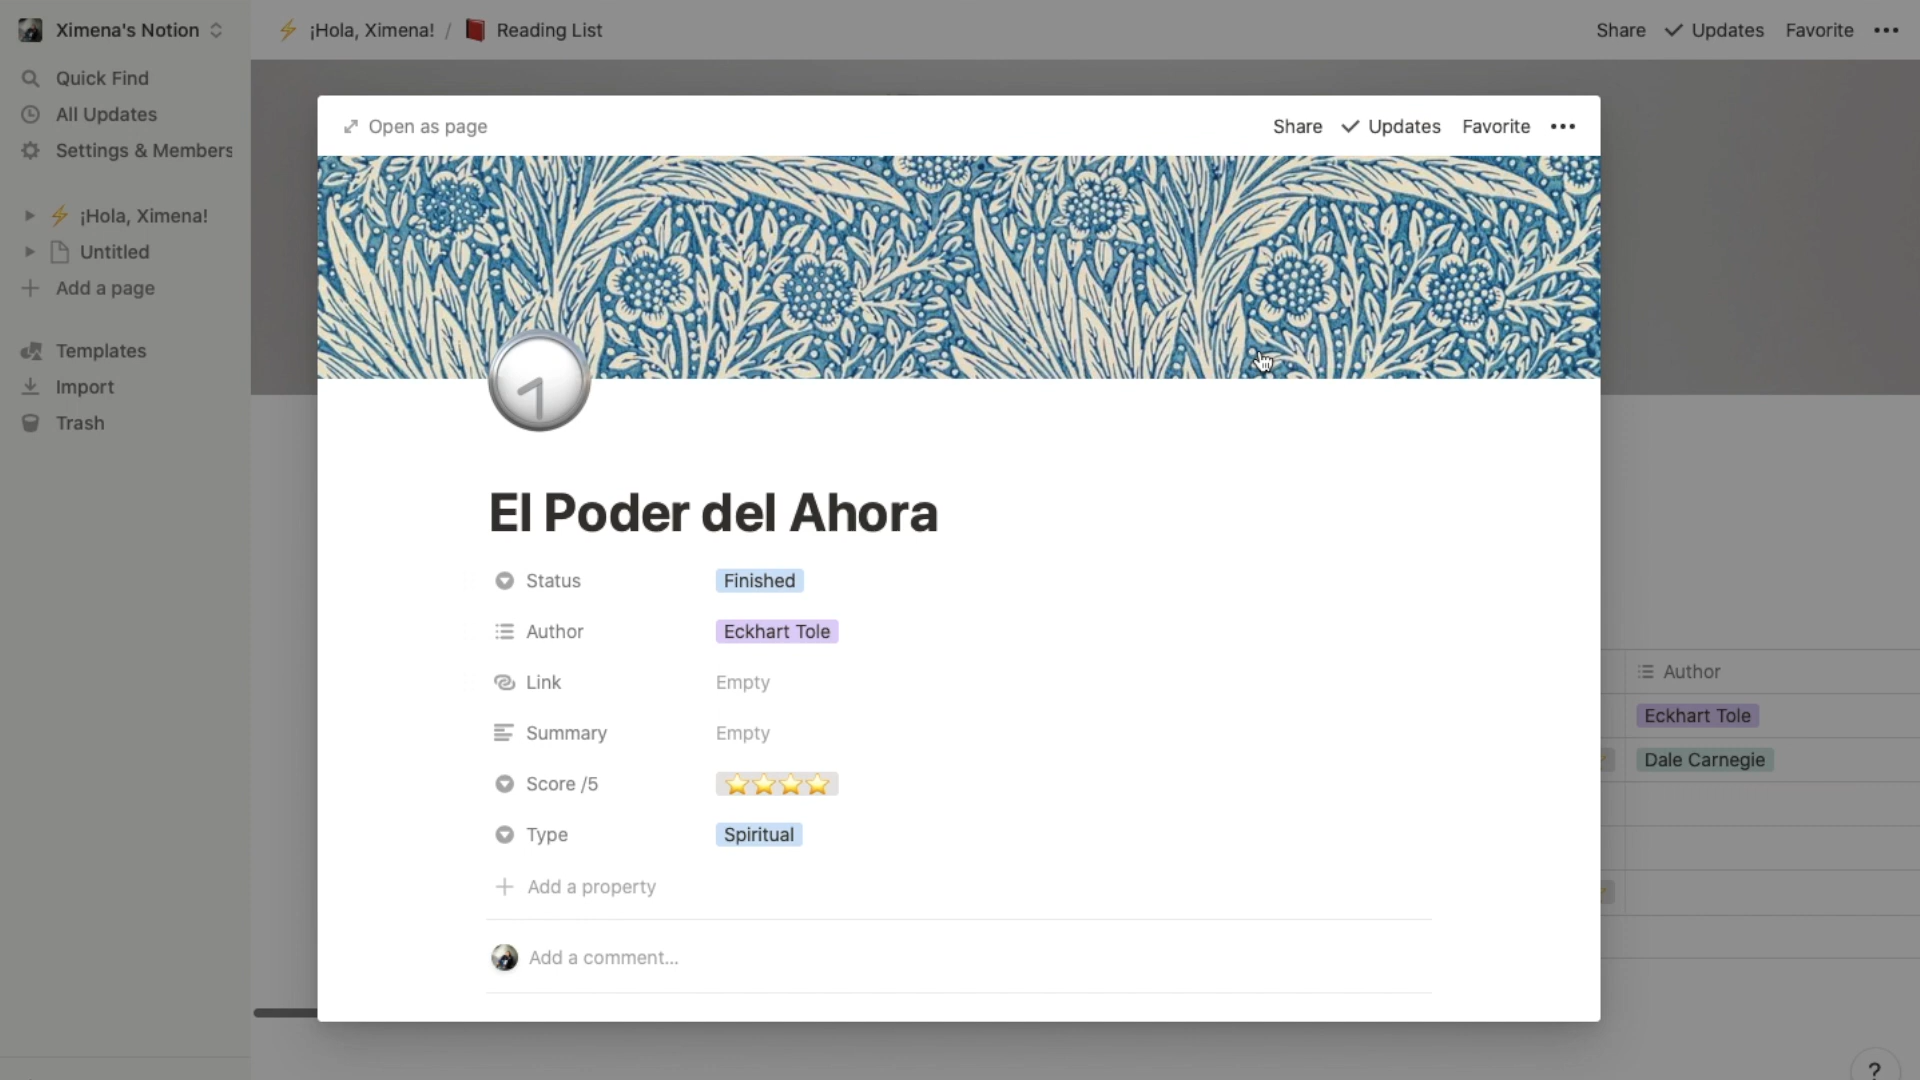 Ximena's Notion
¡Hola, Ximena! / Reading List
Share Updates Favorite
Quick Find
All Updates
Settings & Members
¡Hola, Ximena!
Untitled
Add a page
Templates
Import
Trash
Open as page
Share Updates Favorite
El Poder del Ahora
Status Finished
Author Eckhart Tole
Link Empty
Summary Empty
Score /5
Type Spiritual
Add a property
Add a comment...
Author
Eckhart Tole
Dale Carnegie
?